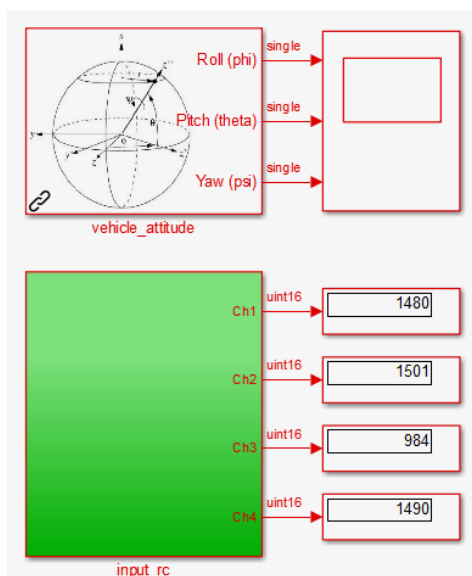 Roll (phi)
single
Pitch (theta)
single
Yaw (psi)
single
vehicle_attitude
Ch1
uint16
1480
Ch2
uint16
1501
Ch3
uint16
984
Ch4
uint16
1490
input_rc